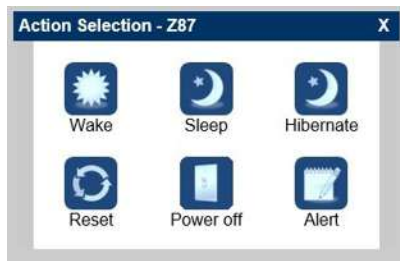 Action Selection - Z87 X
Wake Sleep Hibernate
Reset Power off Alert